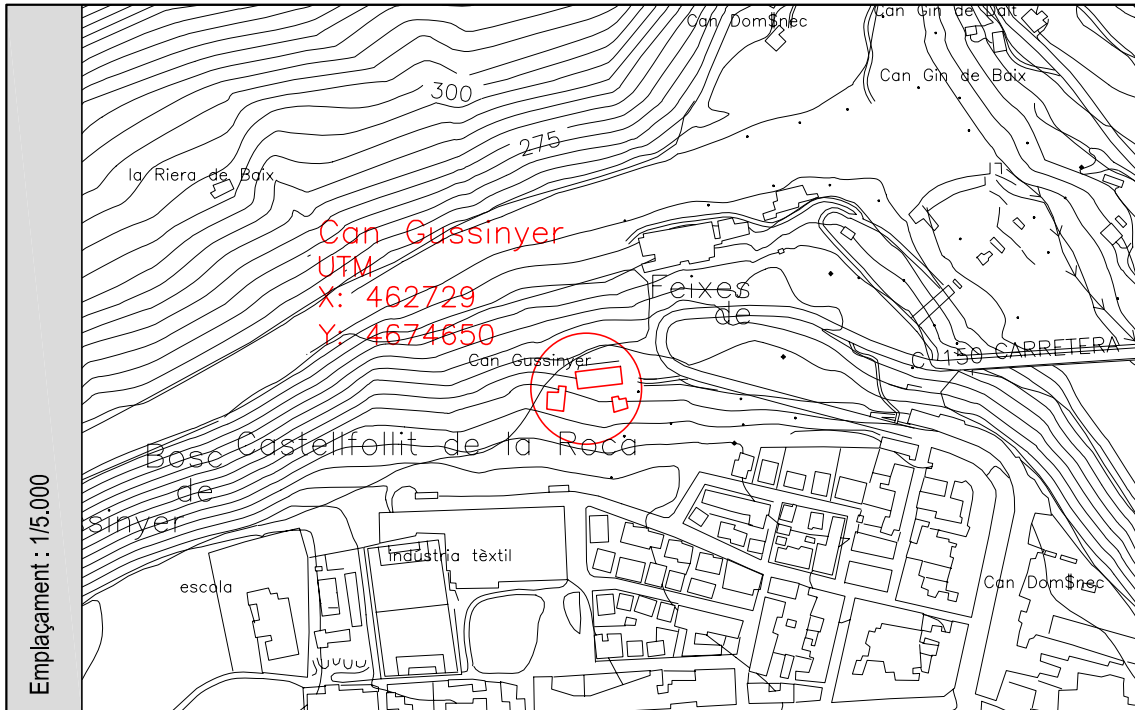 Emplaçament : 1/5.000
Can Dom$nec
Can Gin de Dalt
Can Gin de Baix
300
275
la Riera de Baix
Can Gussinyer
UTM
X: 462729
Y: 4674650
Feixes
de
C-150 CARRETERA
Can Gussinyer
Bosc
de
ssinyer
Castellfollit de la Roca
indústria tèxtil
escala
Can Dom$nec